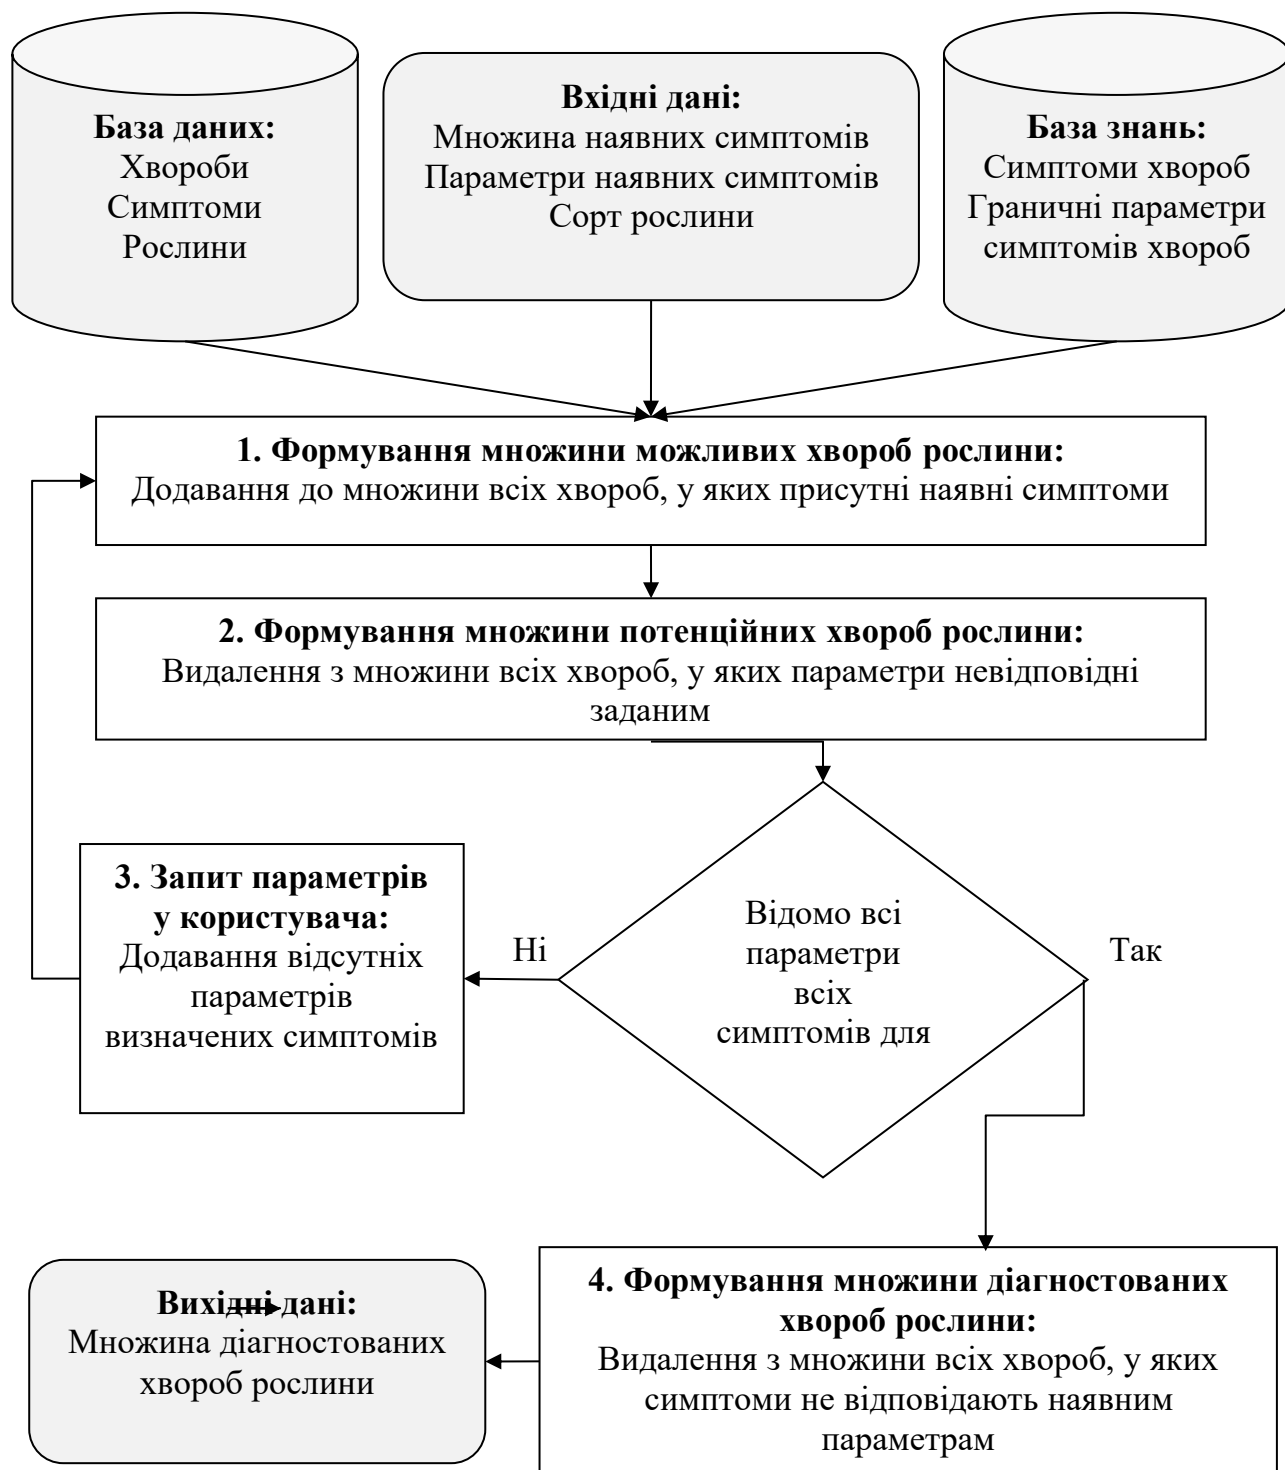 База даних:
Хвороби
Симптоми
Рослини
Вхідні дані:
Множина наявних симптомів
Параметри наявних симптомів
Сорт рослини
База знань:
Симптоми хвороб
Граничні параметри
симптомів хвороб
1. Формування множини можливих хвороб рослини:
Додавання до множини всіх хвороб, у яких присутні наявні симптоми
2. Формування множини потенційних хвороб рослини:
Видалення з множини всіх хвороб, у яких параметри невідповідні
заданим
3. Запит параметрів
у користувача:
Додавання відсутніх
параметрів
визначених симптомів
Ні
Відомо всі
параметри
всіх
симптомів для
Так
4. Формування множини діагностованих
хвороб рослини:
Видалення з множини всіх хвороб, у яких
симптоми не відповідають наявним
параметрам
Вихідні дані:
Множина діагностованих
хвороб рослини